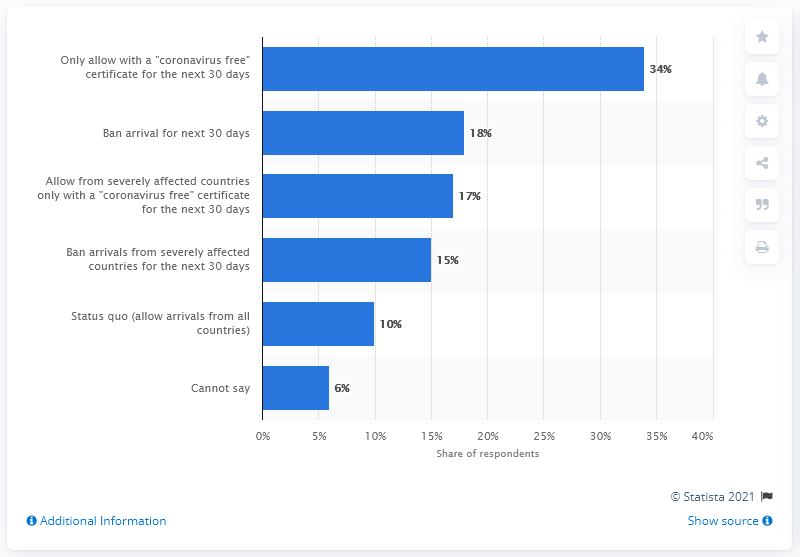 Only allow with a "coronavirus free"
certificate for the next 30 days
34%
Ban arrival for next 30 days
18%
Allow from severely affected countries
only with a "coronavirus free" certificate
for the next 30 days
17%
Ban arrivals from severely affected
countries for the next 30 days
15%
Status quo (allow arrivals from all
countries)
10%
Cannot say
6%
0% 5% 10% 15% 20% 25% 30% 35% 40%
Share of respondents
© Statista 2021
Additional Information
Show source